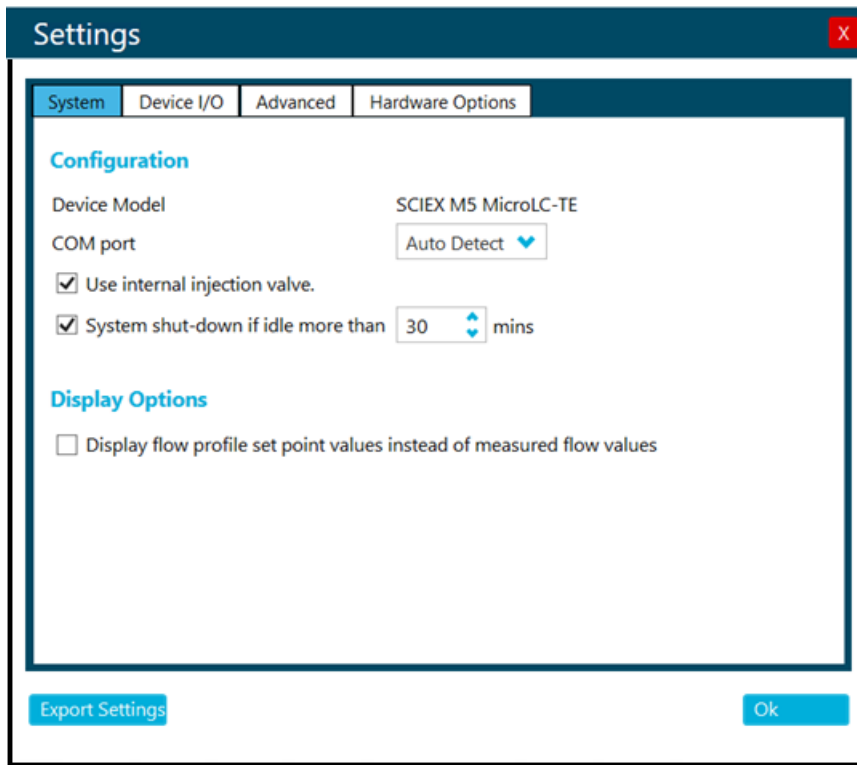 Settings
X
System Device I/O Advanced Hardware Options
Configuration
Device Model SCIEX M5 MicroLC-TE
COM port Auto Detect
Use internal injection valve.
System shut-down if idle more than 30 mins
Display Options
Display flow profile set point values instead of measured flow values
Export Settings Ok